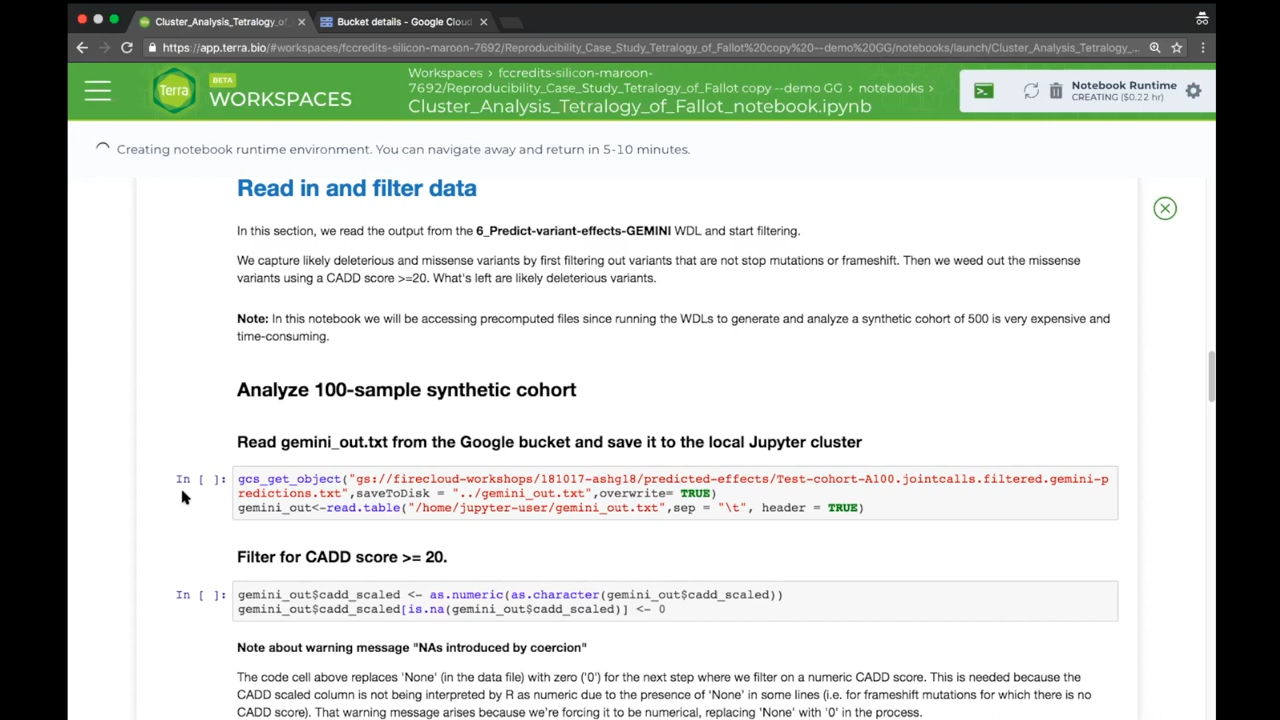 Cluster_Analysis_Tetralogy_of_
Bucket details - Google Cloud
https://app.terra.bio/#workspaces/fccredits-silicon-maroon-7692/Reproducibility_Case_Study_Tetralogy_of_Fallot%20copy%20--demo%20GG/notebooks/launch/Cluster_Analysis_Tetralogy_...
Terra
BETA
WORKSPACES
Workspaces › fccredits-silicon-maroon-
7692/Reproducibility_Case_Study_Tetralogy_of_Fallot copy --demo GG › notebooks ›
Cluster_Analysis_Tetralogy_of_Fallot_notebook.ipynb
Notebook Runtime
CREATING ($0.22 hr)
Creating notebook runtime environment. You can navigate away and return in 5-10 minutes.
Read in and filter data
In this section, we read the output from the 6_Predict-variant-effects-GEMINI WDL and start filtering.
We capture likely deleterious and missense variants by first filtering out variants that are not stop mutations or frameshift. Then we weed out the missense
variants using a CADD score >=20. What's left are likely deleterious variants.
Note: In this notebook we will be accessing precomputed files since running the WDLs to generate and analyze a synthetic cohort of 500 is very expensive and
time-consuming.
Analyze 100-sample synthetic cohort
Read gemini_out.txt from the Google bucket and save it to the local Jupyter cluster
In [ ]: gcs_get_object("gs://firecloud-workshops/181017-ashg18/predicted-effects/Test-cohort-A100.jointcalls.filtered.gemini-p
redictions.txt",saveToDisk = "../gemini_out.txt",overwrite= TRUE)
gemini_out<-read.table("/home/jupyter-user/gemini_out.txt",sep = "\t", header = TRUE)
Filter for CADD score >= 20.
In [ ]: gemini_out$cadd_scaled <- as.numeric(as.character(gemini_out$cadd_scaled))
gemini_out$cadd_scaled[is.na(gemini_out$cadd_scaled)] <- 0
Note about warning message "NAs introduced by coercion"
The code cell above replaces 'None' (in the data file) with zero ('0') for the next step where we filter on a numeric CADD score. This is needed because the
CADD scaled column is not being interpreted by R as numeric due to the presence of 'None' in some lines (i.e. for frameshift mutations for which there is no
CADD score). That warning message arises because we're forcing it to be numerical, replacing 'None' with '0' in the process.